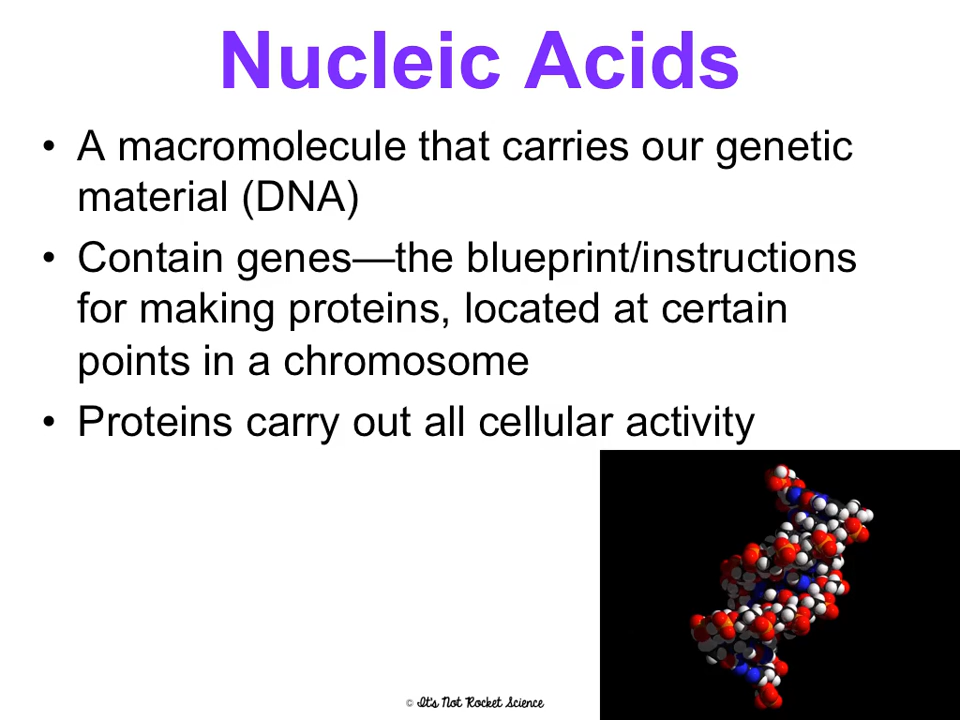 Nucleic Acids
• A macromolecule that carries our genetic
material (DNA)
• Contain genes—the blueprint/instructions
for making proteins, located at certain
points in a chromosome
• Proteins carry out all cellular activity
© It's Not Rocket Science